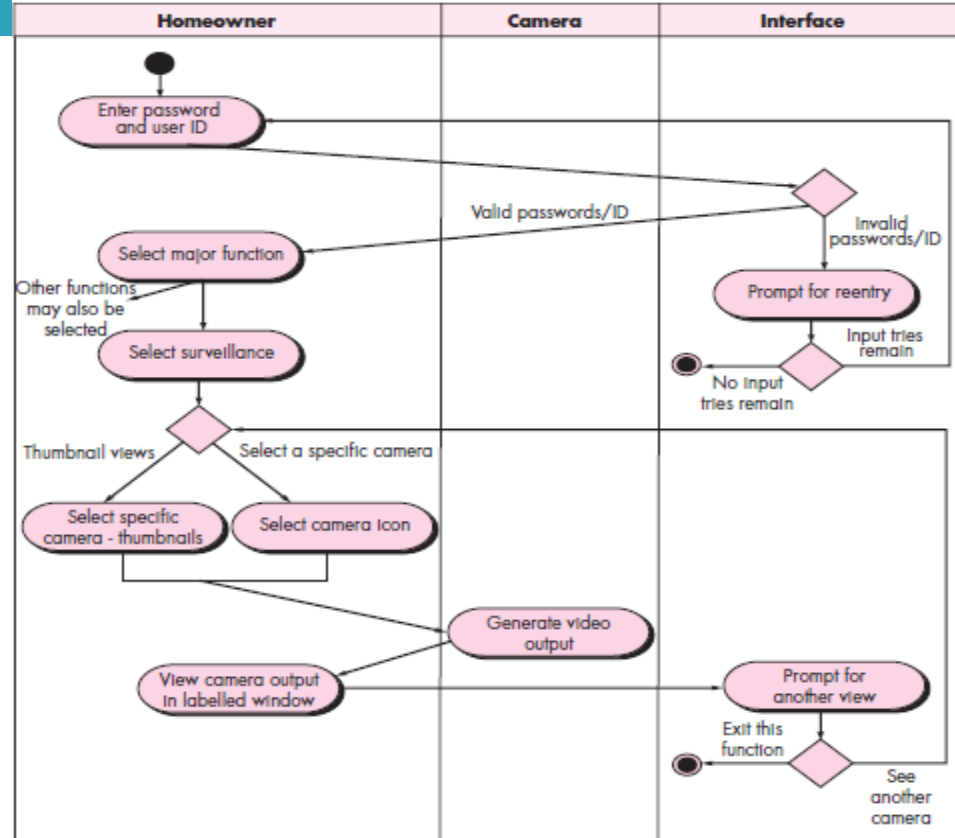 Homeowner
Camera
Interface
Enter password
and user ID
Valid passwords/ID
Invalid
passwords/ID
Select major function
Other functions
may also be
selected
Prompt for reentry
Input tries
remain
Select surveillance
No input
tries remain
Thumbnail views
Select a specific camera
Select specific
camera - thumbnails
Select camera icon
Generate video
output
View camera output
in labelled window
Prompt for
another view
Exit this
function
See
another
camera